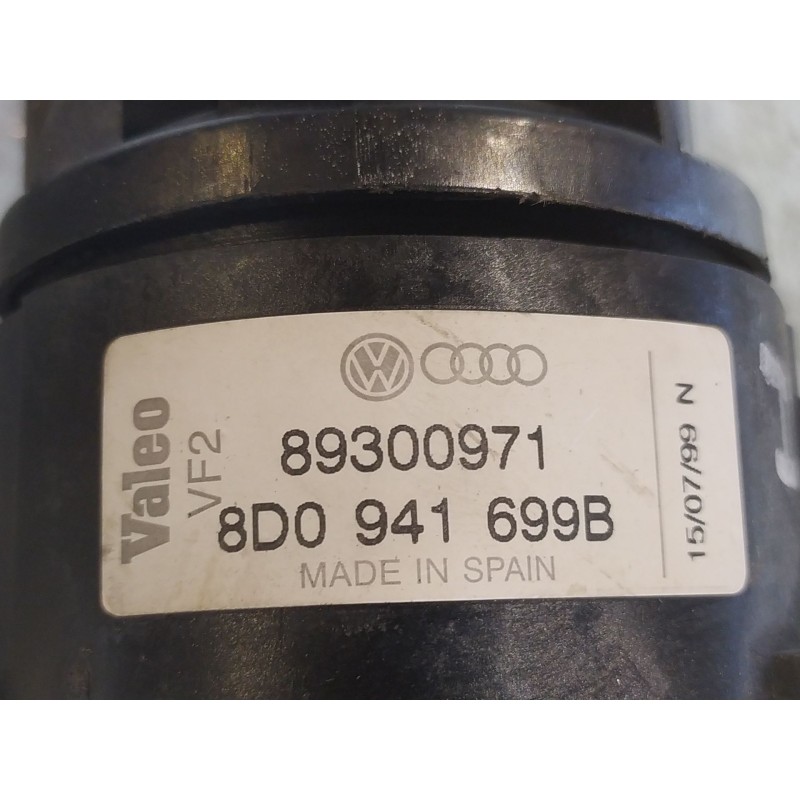 Valeo
VF2
89300971
8D0 941 699B
MADE IN SPAIN
15/07/99 N